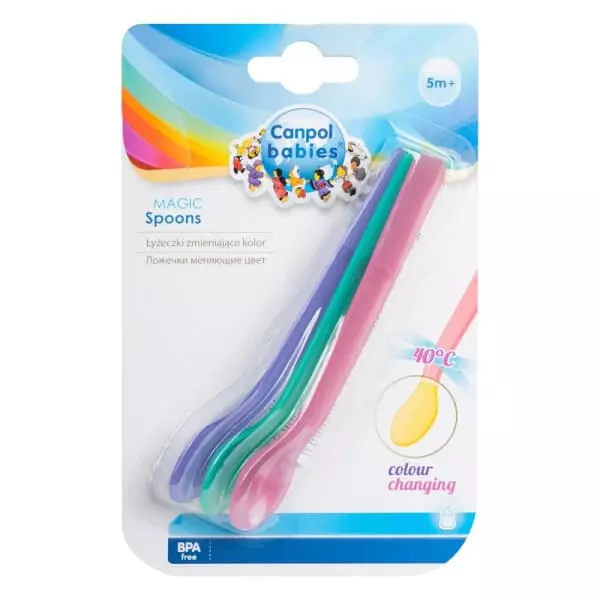 5m+
Canpol
babies®
MAGIC
Spoons
Łyżeczki zmieniające kolor
Ложечки меняющие цвет
40°C
colour
changing
BPA
free